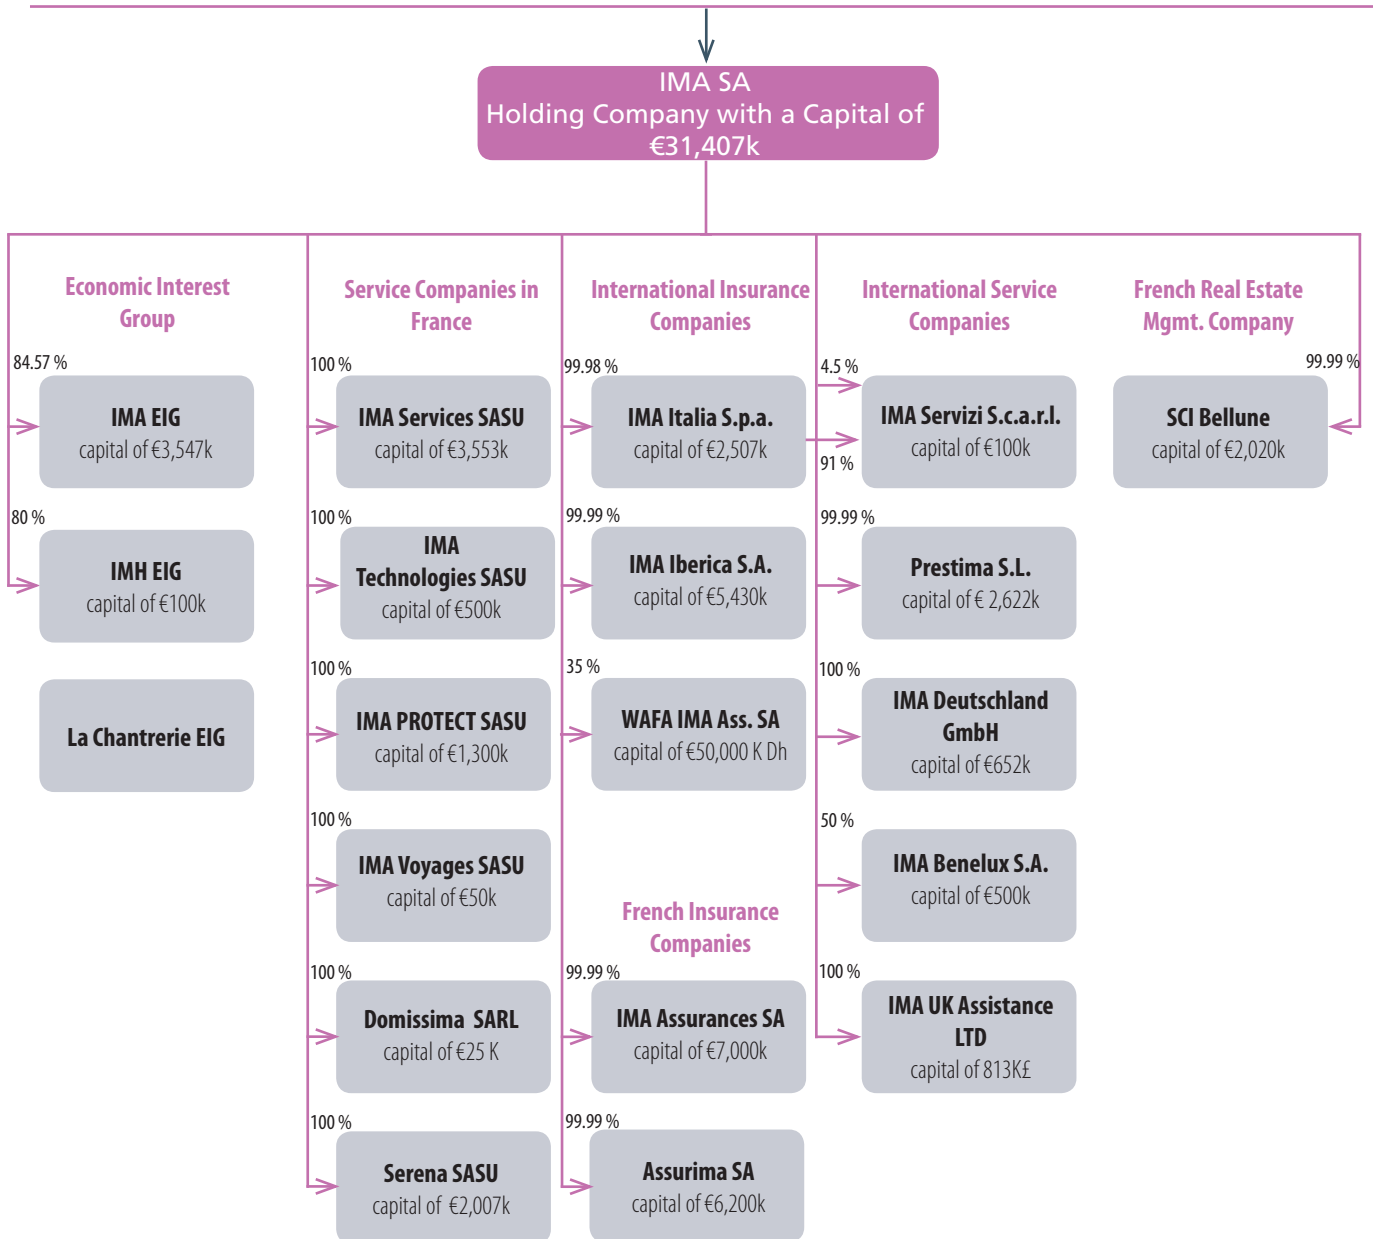 IMA SA
Holding Company with a Capital of
€31,407k
Economic Interest
Group
84.57 %
IMA EIG
capital of €3,547k
80 %
IMH EIG
capital of €100k
La Chantrerie EIG
Service Companies in
France
100 %
IMA Services SASU
capital of €3,553k
100 %
IMA
Technologies SASU
capital of €500k
100 %
IMA PROTECT SASU
capital of €1,300k
100 %
IMA Voyages SASU
capital of €50k
100 %
Domissima SARL
capital of €25 K
100 %
Serena SASU
capital of €2,007k
International Insurance
Companies
99.98 %
IMA Italia S.p.a.
capital of €2,507k
99.99 %
IMA Iberica S.A.
capital of €5,430k
35 %
WAFA IMA Ass. SA
capital of €50,000 K Dh
French Insurance
Companies
99.99 %
IMA Assurances SA
capital of €7,000k
99.99 %
Assurima SA
capital of €6,200k
International Service
Companies
4.5 %
IMA Servizi S.c.a.r.l.
capital of €100k
91 %
99.99 %
Prestima S.L.
capital of € 2,622k
100 %
IMA Deutschland
GmbH
capital of €652k
50 %
IMA Benelux S.A.
capital of €500k
100 %
IMA UK Assistance
LTD
capital of 813K£
French Real Estate
Mgmt. Company
99.99 %
SCI Bellune
capital of €2,020k